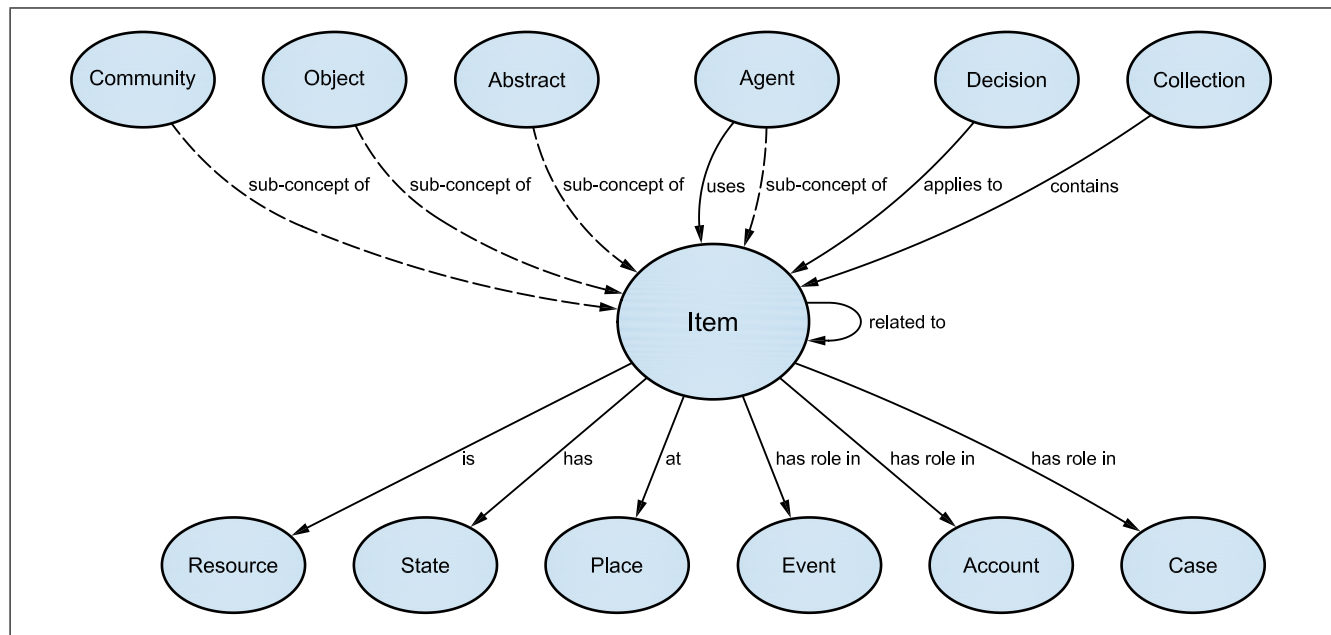 Community
Object
Abstract
Agent
Decision
Collection
sub-concept of
sub-concept of
sub-concept of
uses
sub-concept of
applies to
contains
Item
related to
is
has
at
has role in
has role in
has role in
Resource
State
Place
Event
Account
Case